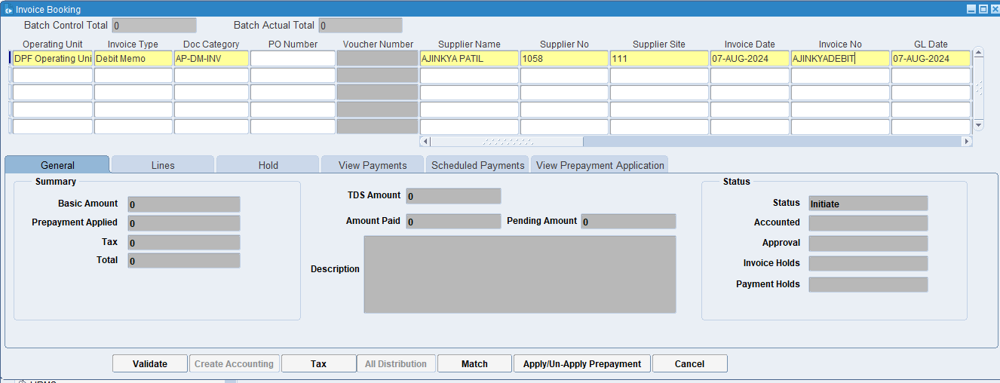 Invoice Booking
Batch Control Total 0 Batch Actual Total 0
Operating Unit Invoice Type Doc Category PO Number Voucher Number Supplier Name Supplier No Supplier Site Invoice Date Invoice No GL Date
DPF Operating Uni Debit Memo AP-DM-INV AJINKYA PATIL 1058 111 07-AUG-2024 AJINKYADEBIT 07-AUG-2024
General Lines Hold View Payments Scheduled Payments View Prepayment Application
Summary
Basic Amount 0
Prepayment Applied 0
Tax 0
Total 0
TDS Amount 0
Amount Paid 0 Pending Amount 0
Description
Status
Status Initiate
Accounted
Approval
Invoice Holds
Payment Holds
Validate Create Accounting Tax All Distribution Match Apply/Un-Apply Prepayment Cancel